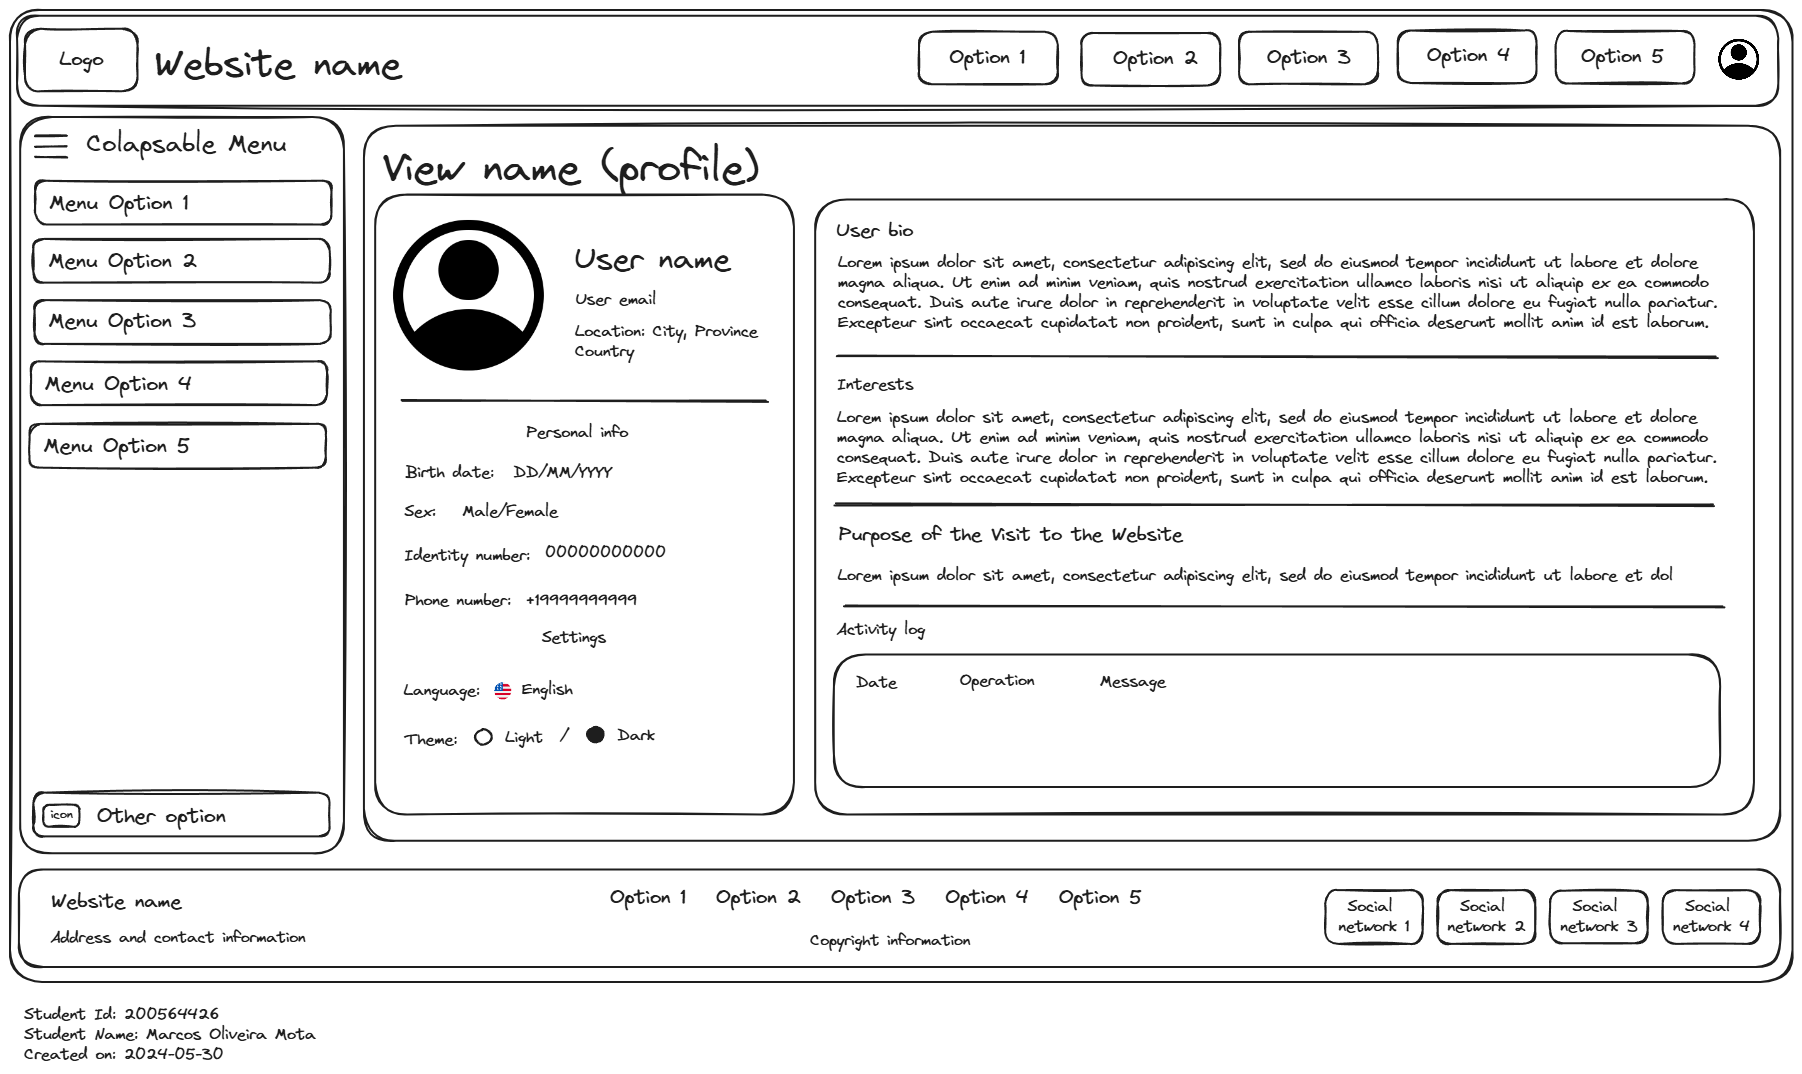 Logo
Website name
Option 1
Option 2
Option 3
Option 4
Option 5
Colapsable Menu
Menu Option 1
Menu Option 2
Menu Option 3
Menu Option 4
Menu Option 5
icon
Other option
View name (profile)
User name
User email
Location: City, Province
Country
Personal info
Birth date: DD/MM/YYYY
Sex: Male/Female
Identity number: 00000000000
Phone number: +19999999999
Settings
Language: English
Theme: Light / Dark
User bio
Lorem ipsum dolor sit amet, consectetur adipiscing elit, sed do eiusmod tempor incididunt ut labore et dolore
magna aliqua. Ut enim ad minim veniam, quis nostrud exercitation ullamco laboris nisi ut aliquip ex ea commodo
consequat. Duis aute irure dolor in reprehenderit in voluptate velit esse cillum dolore eu fugiat nulla pariatur.
Excepteur sint occaecat cupidatat non proident, sunt in culpa qui officia deserunt mollit anim id est laborum.
Interests
Lorem ipsum dolor sit amet, consectetur adipiscing elit, sed do eiusmod tempor incididunt ut labore et dolore
magna aliqua. Ut enim ad minim veniam, quis nostrud exercitation ullamco laboris nisi ut aliquip ex ea commodo
consequat. Duis aute irure dolor in reprehenderit in voluptate velit esse cillum dolore eu fugiat nulla pariatur.
Excepteur sint occaecat cupidatat non proident, sunt in culpa qui officia deserunt mollit anim id est laborum.
Purpose of the Visit to the Website
Lorem ipsum dolor sit amet, consectetur adipiscing elit, sed do eiusmod tempor incididunt ut labore et dol
Activity log
Date Operation Message
Website name
Address and contact information
Option 1 Option 2 Option 3 Option 4 Option 5
Copyright information
Social
network 1
Social
network 2
Social
network 3
Social
network 4
Student Id: 200564426
Student Name: Marcos Oliveira Mota
Created on: 2024-05-30